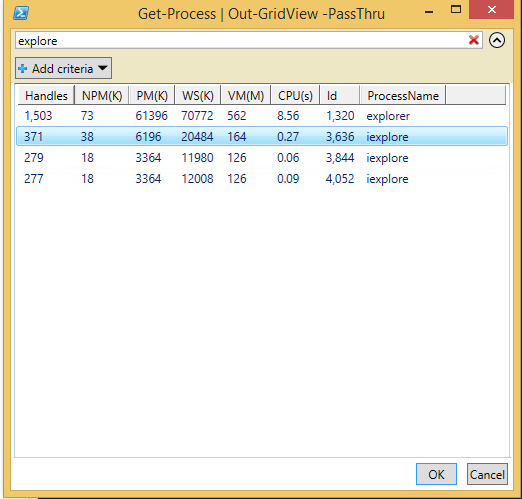 Get-Process | Out-GridView -PassThru
explore
Add criteria
Handles NPM(K) PM(K) WS(K) VM(M) CPU(s) Id ProcessName
1,503 73 61396 70772 562 8.56 1,320 explorer
371 38 6196 20484 164 0.27 3,636 iexplore
279 18 3364 11980 126 0.06 3,844 iexplore
277 18 3364 12008 126 0.09 4,052 iexplore
OK Cancel